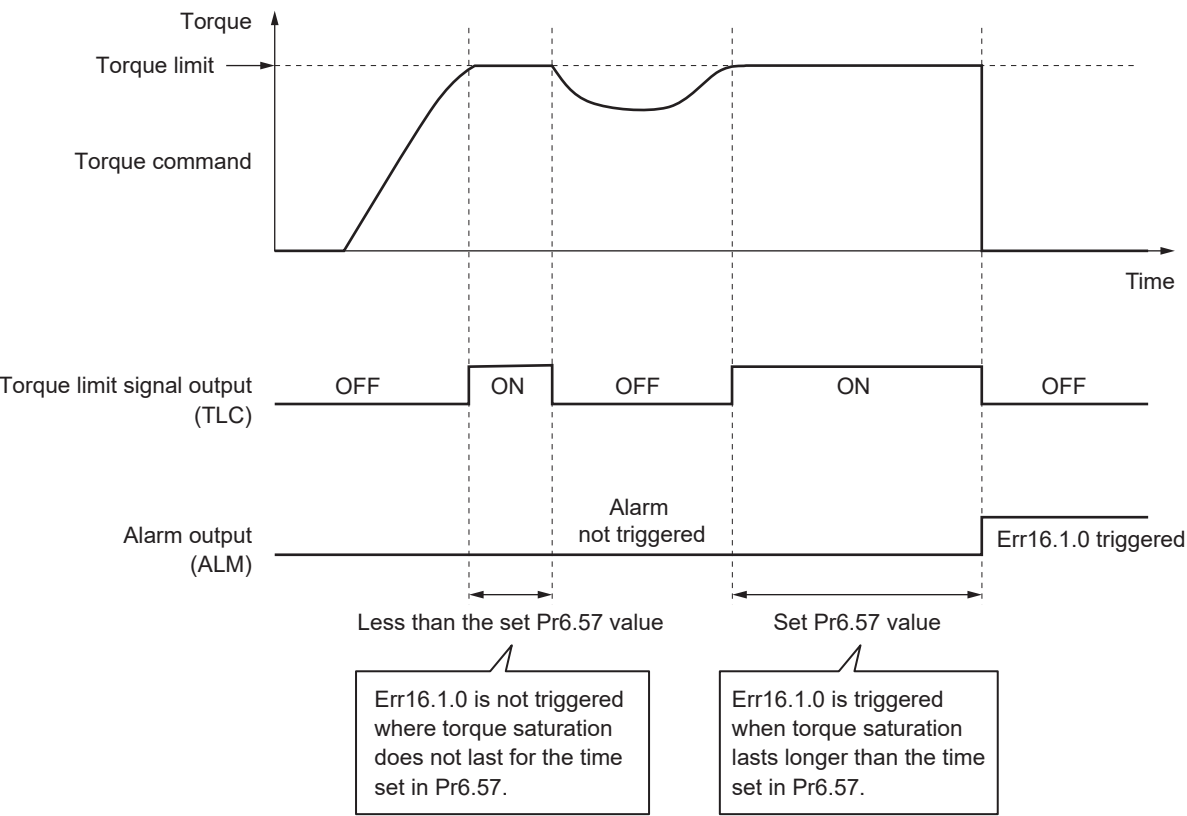 Torque
Torque limit
Torque command
Time
Torque limit signal output
(TLC)
OFF
ON
OFF
ON
OFF
Alarm output
(ALM)
Alarm
not triggered
Err16.1.0 triggered
Less than the set Pr6.57 value
Set Pr6.57 value
Err16.1.0 is not triggered
where torque saturation
does not last for the time
set in Pr6.57.
Err16.1.0 is triggered
when torque saturation
lasts longer than the time
set in Pr6.57.